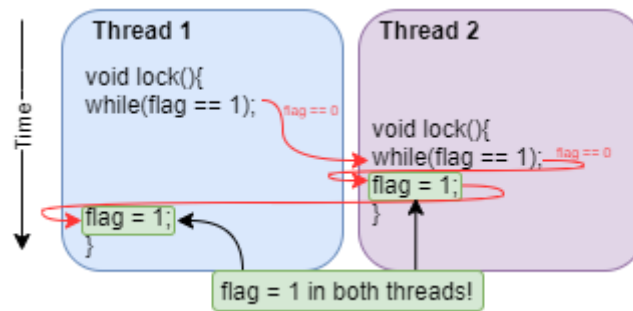 Thread 1
void lock(){
while(flag == 1);
flag == 0
flag = 1;
}
Thread 2
void lock(){
while(flag == 1);
flag == 0
flag = 1;
}
Time
flag = 1 in both threads!